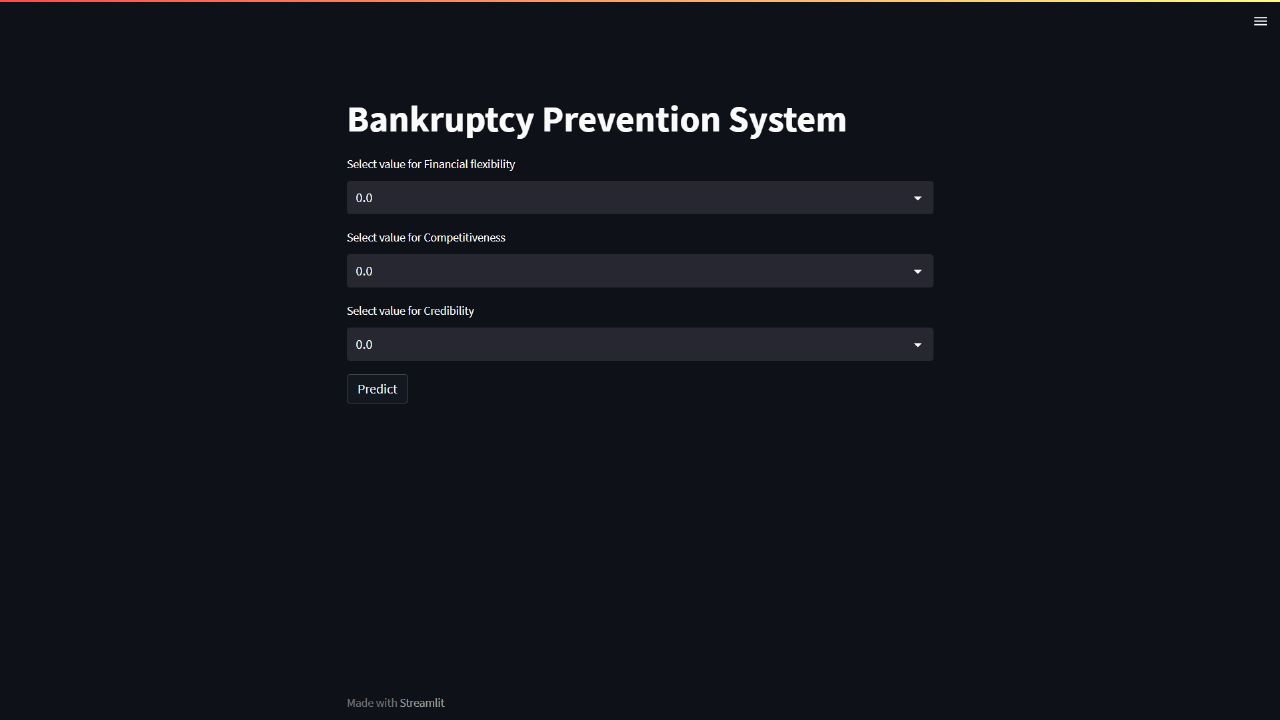 Bankruptcy Prevention System
Select value for Financial flexibility
0.0
Select value for Competitiveness
0.0
Select value for Credibility
0.0
Predict
Made with Streamlit